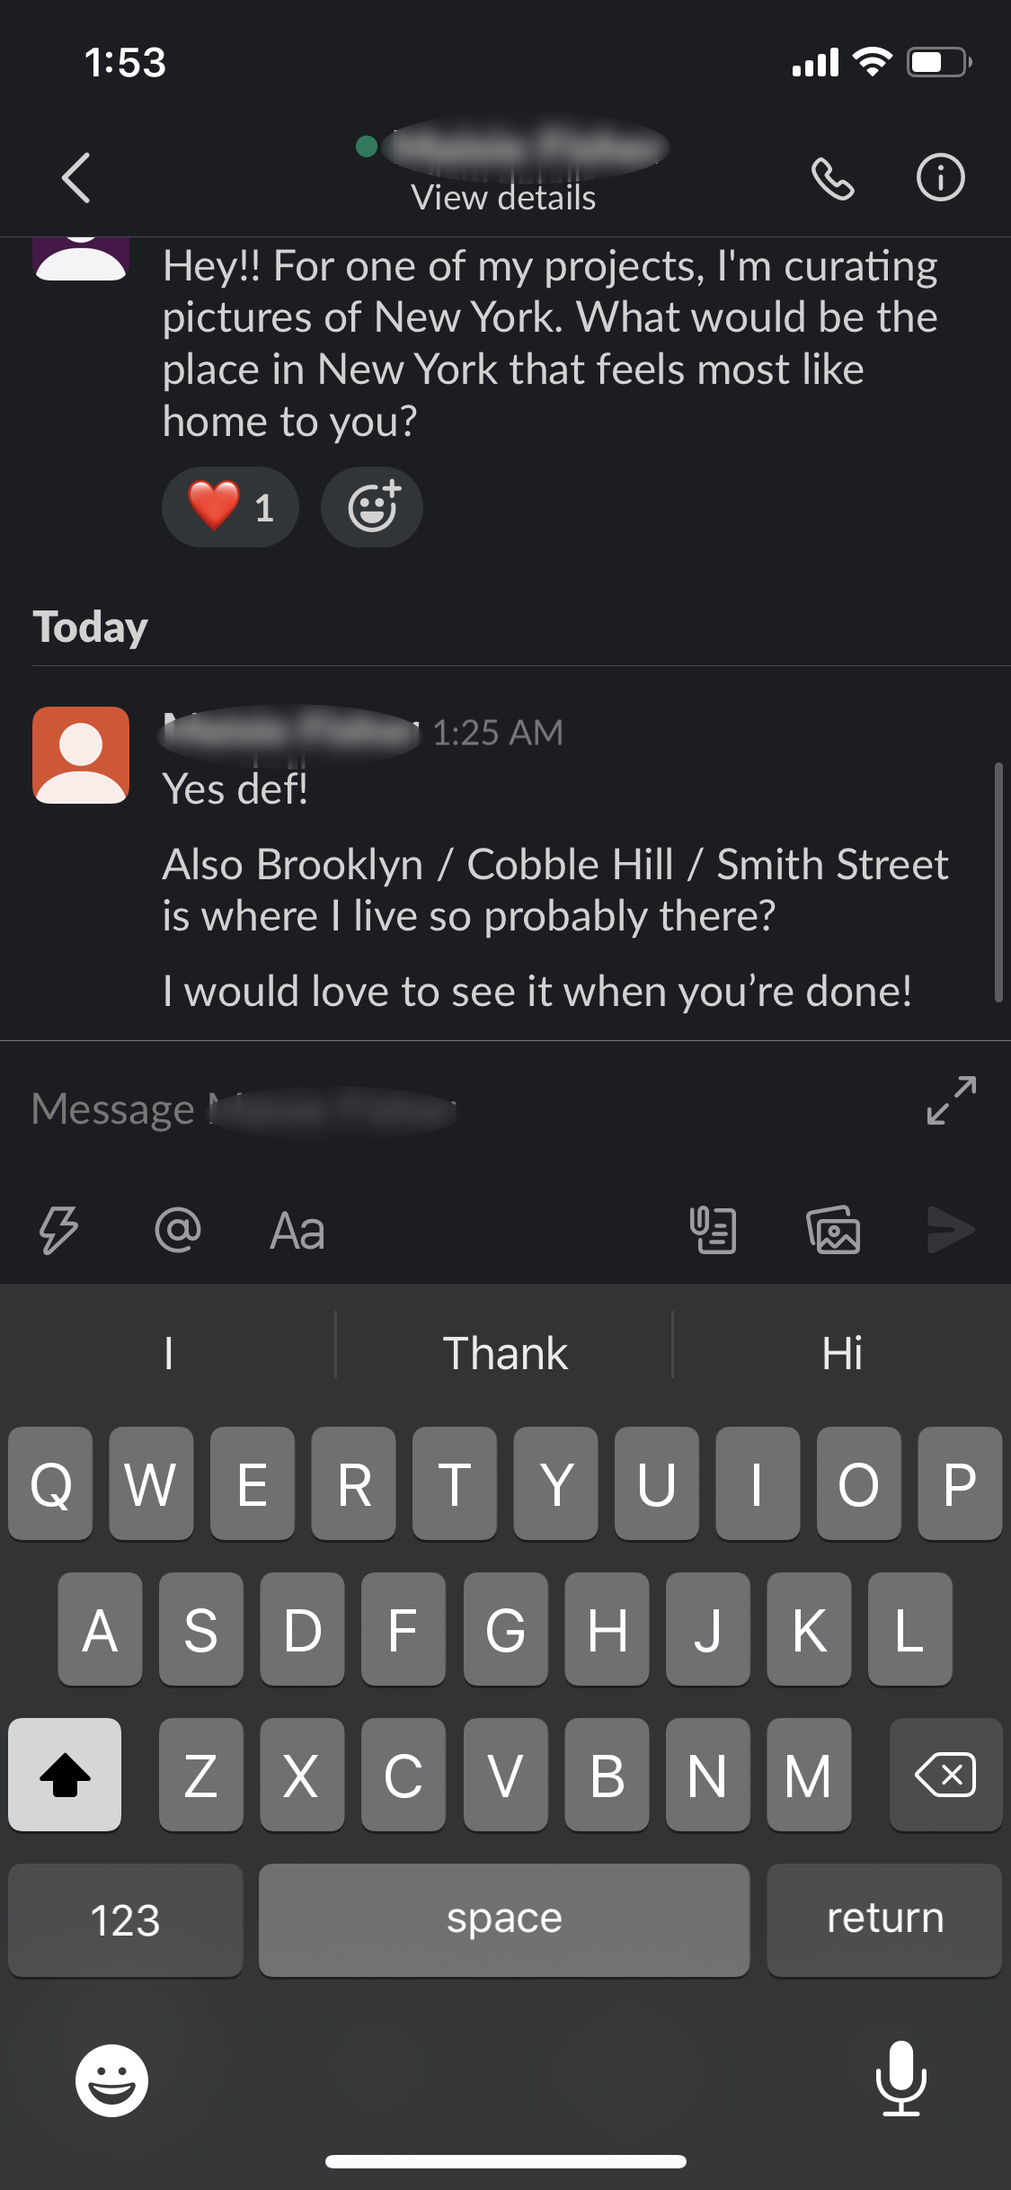 1:53
View details
Hey!! For one of my projects, I'm curating
pictures of New York. What would be the
place in New York that feels most like
home to you?
❤️ 1
Today
1:25 AM
Yes def!
Also Brooklyn / Cobble Hill / Smith Street
is where I live so probably there?
I would love to see it when you’re done!
Message
@ Aa
I Thank Hi
Q W E R T Y U I O P
A S D F G H J K L
Z X C V B N M
123 space return